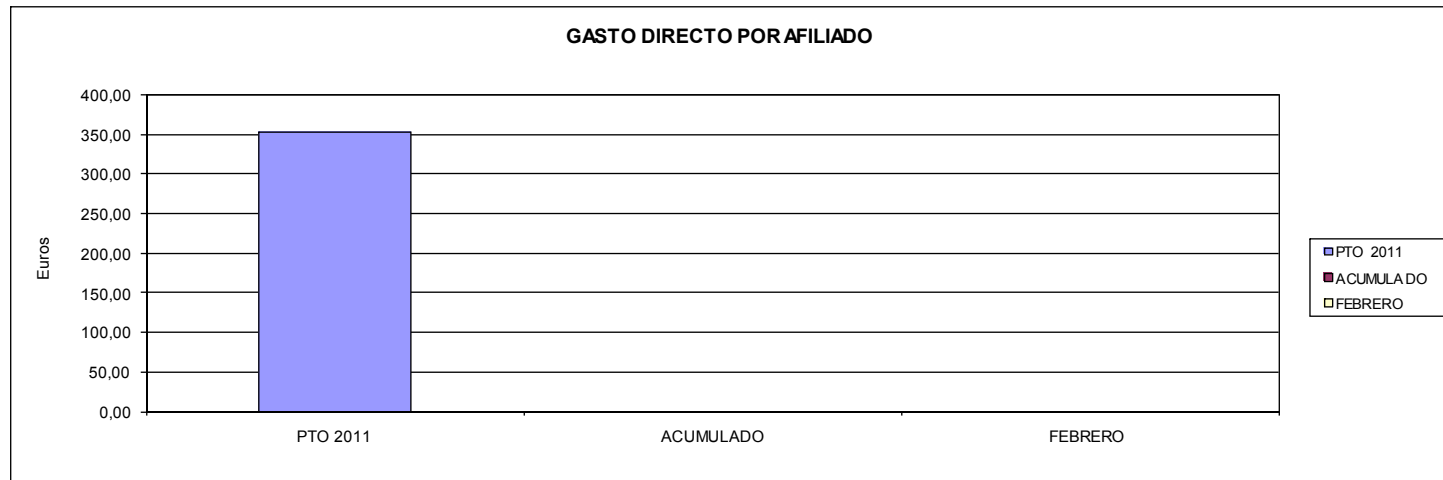 GASTO DIRECTO POR AFILIADO
400,00
350,00
300,00
250,00
200,00
150,00
100,00
50,00
0,00
Euros
PTO 2011
ACUMULADO
FEBRERO
PTO 2011
ACUMULADO
FEBRERO